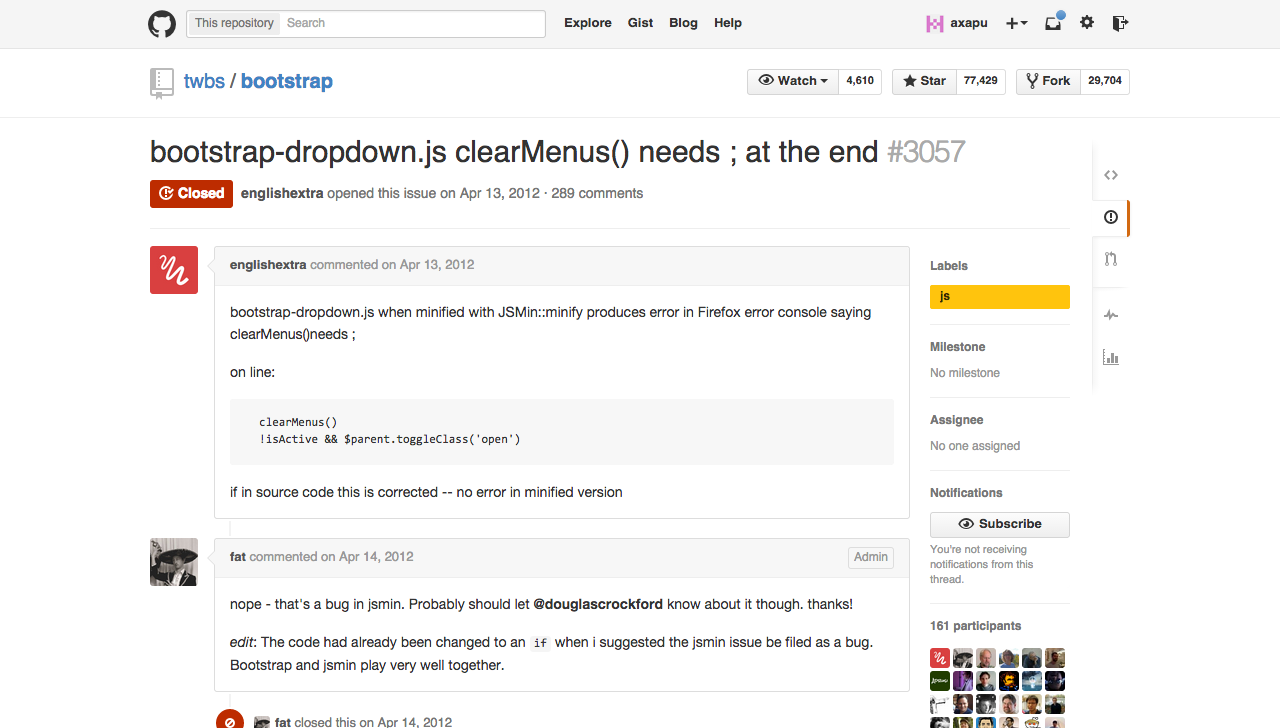 This repository Search Explore Gist Blog Help axapu
twbs / bootstrap Watch 4,610 Star 77,429 Fork 29,704
bootstrap-dropdown.js clearMenus() needs ; at the end #3057
Closed englishextra opened this issue on Apr 13, 2012 · 289 comments
englishextra commented on Apr 13, 2012
bootstrap-dropdown.js when minified with JSMin::minify produces error in Firefox error console saying
clearMenus()needs ;
on line:
clearMenus()
!isActive && $parent.toggleClass('open')
if in source code this is corrected -- no error in minified version
fat commented on Apr 14, 2012 Admin
nope - that's a bug in jsmin. Probably should let @douglascrockford know about it though. thanks!
edit: The code had already been changed to an if when i suggested the jsmin issue be filed as a bug.
Bootstrap and jsmin play very well together.
fat closed this on Apr 14, 2012
Labels
js
Milestone
No milestone
Assignee
No one assigned
Notifications
Subscribe
You're not receiving
notifications from this
thread.
161 participants